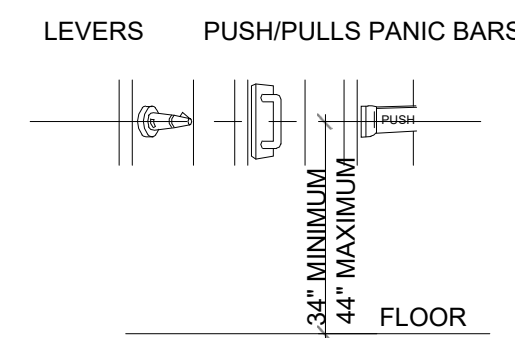 LEVERS
PUSH/PULLS PANIC BARS
PUSH
34" MINIMUM
44" MAXIMUM
FLOOR